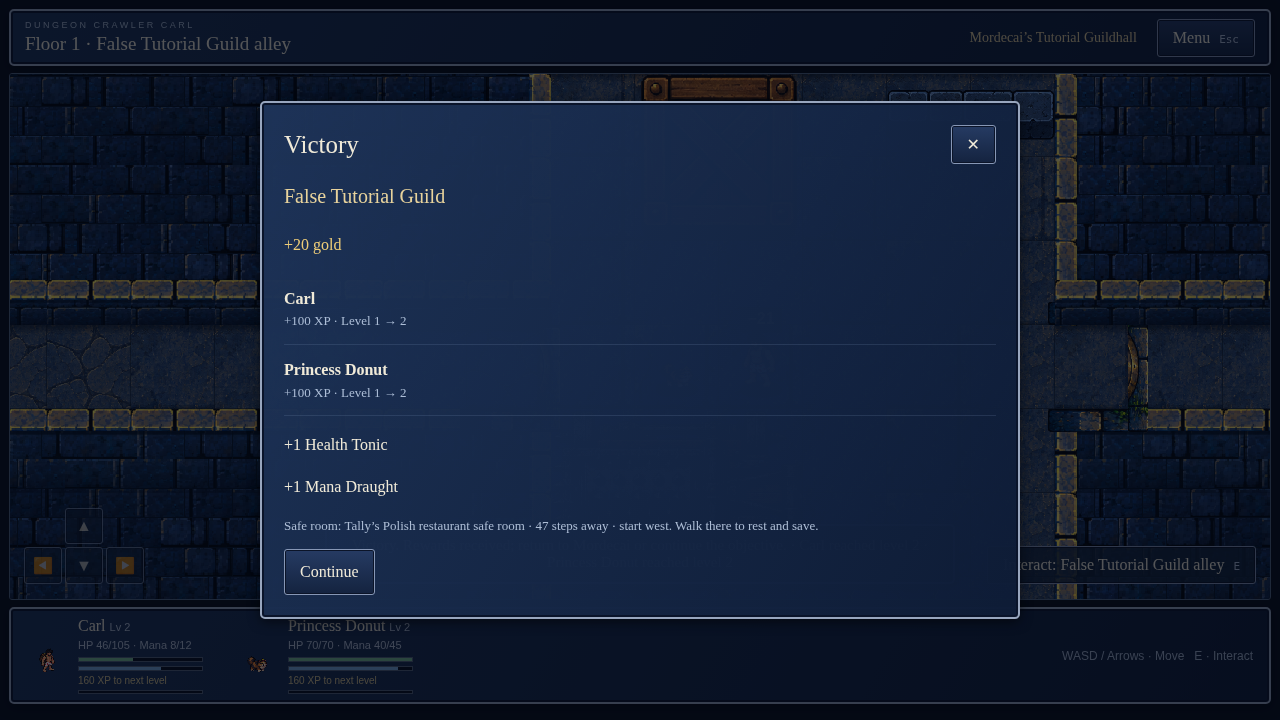 DUNGEON CRAWLER CARL
Floor 1 · False Tutorial Guild alley
Mordecai’s Tutorial Guildhall
Menu Esc
Victory
✕
False Tutorial Guild
+20 gold
Carl
+100 XP · Level 1 → 2
Princess Donut
+100 XP · Level 1 → 2
+1 Health Tonic
+1 Mana Draught
Safe room: Tally’s Polish restaurant safe room · 47 steps away · start west. Walk there to rest and save.
Continue
False Tutorial Guild alley E
Carl Lv 2
HP 46/105 · Mana 8/12
160 XP to next level
Princess Donut Lv 2
HP 70/70 · Mana 40/45
160 XP to next level
WASD / Arrows · Move E · Interact